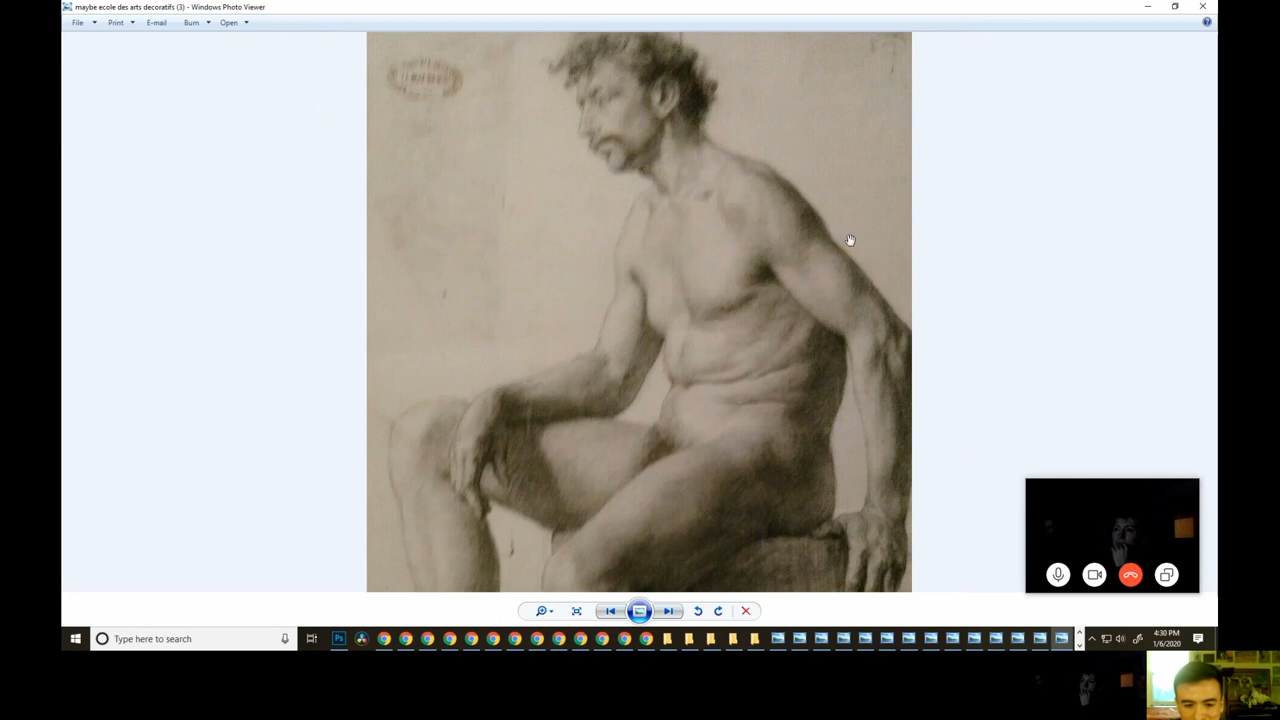 maybe ecole des arts decoratifs (3) - Windows Photo Viewer
File Print E-mail Burn Open
Type here to search
Ps
4:30 PM
1/6/2020